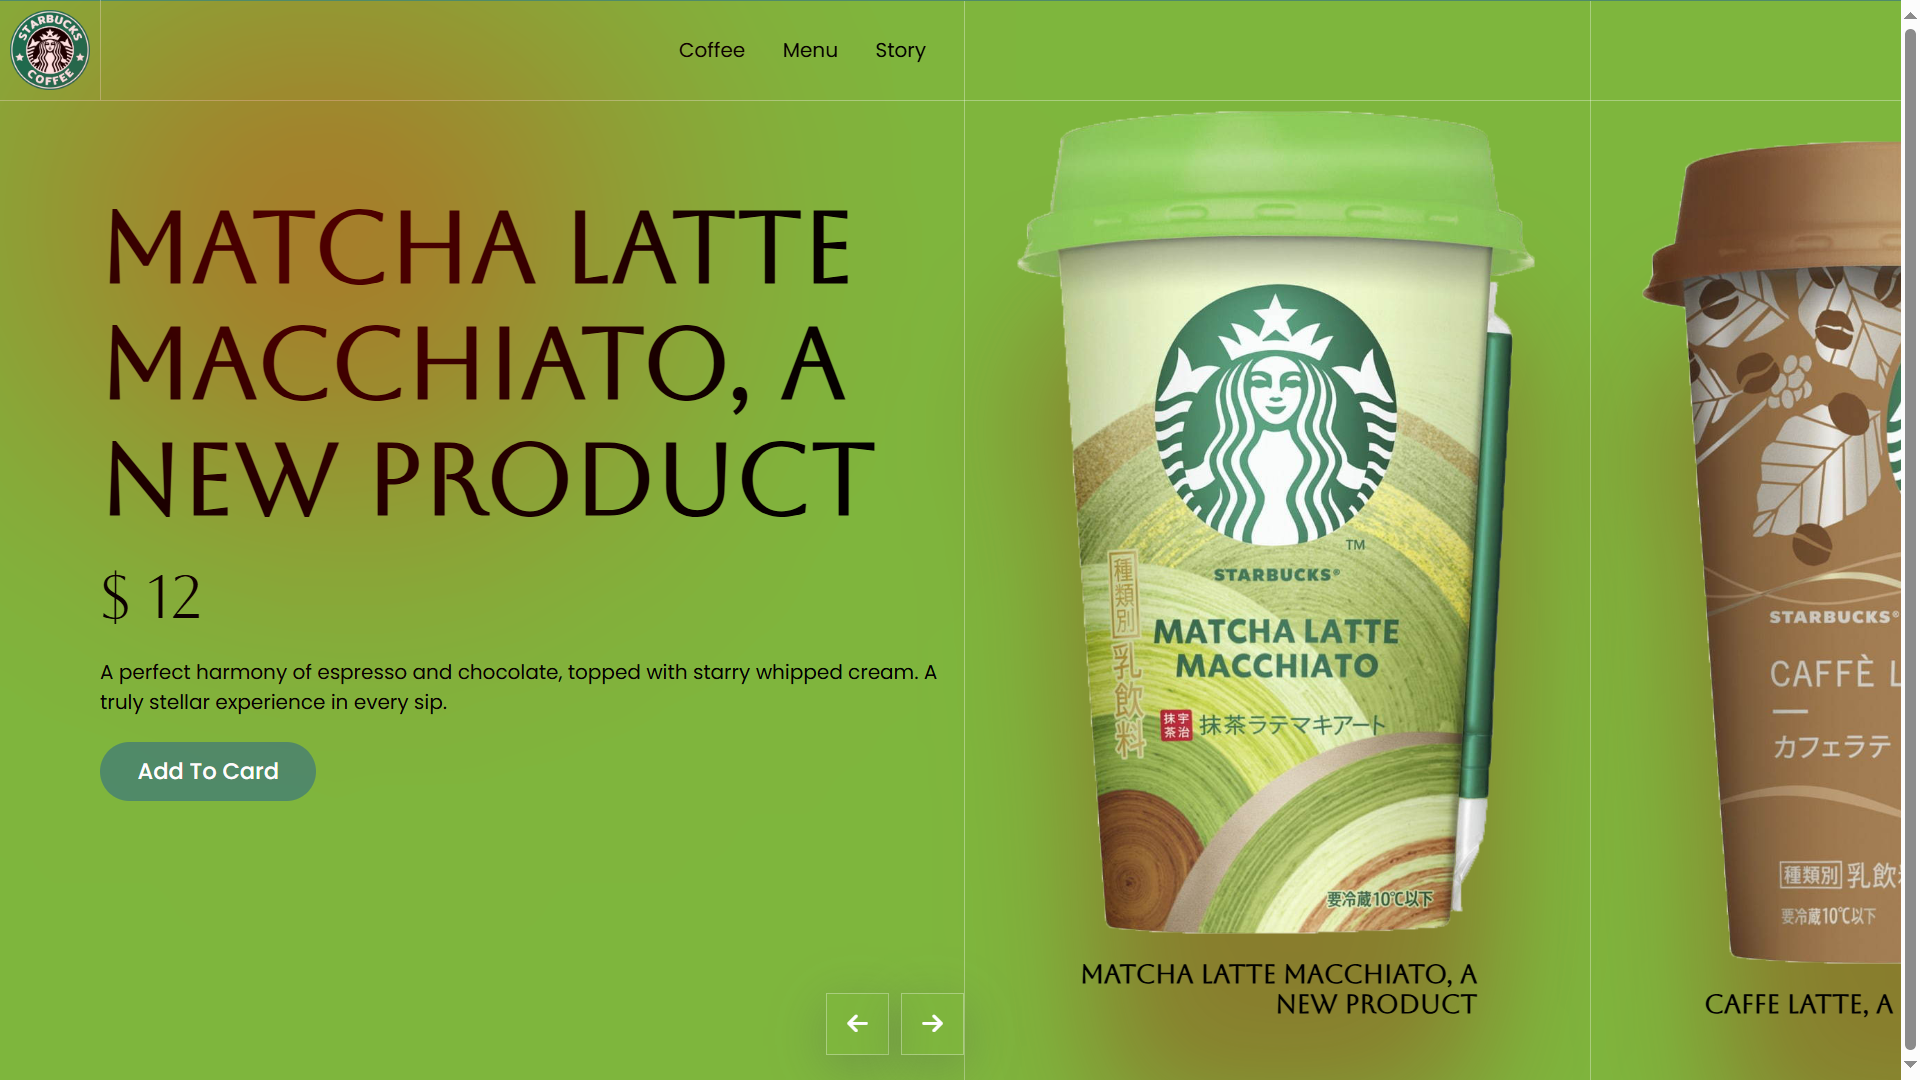 STARBUCKS
COFFEE
Coffee
Menu
Story
MATCHA LATTE
MACCHIATO, A
NEW PRODUCT
$ 12
A perfect harmony of espresso and chocolate, topped with starry whipped cream. A
truly stellar experience in every sip.
Add To Card
TM
STARBUCKS®
MATCHA LATTE
MACCHIATO
種類別 乳飲料
宇治抹茶
抹茶ラテマキアート
要冷蔵10℃以下
MATCHA LATTE MACCHIATO, A
NEW PRODUCT
STARBUCKS®
CAFFÈ L
カフェラテ
種類別 乳飲
要冷蔵10℃以下
CAFFE LATTE, A